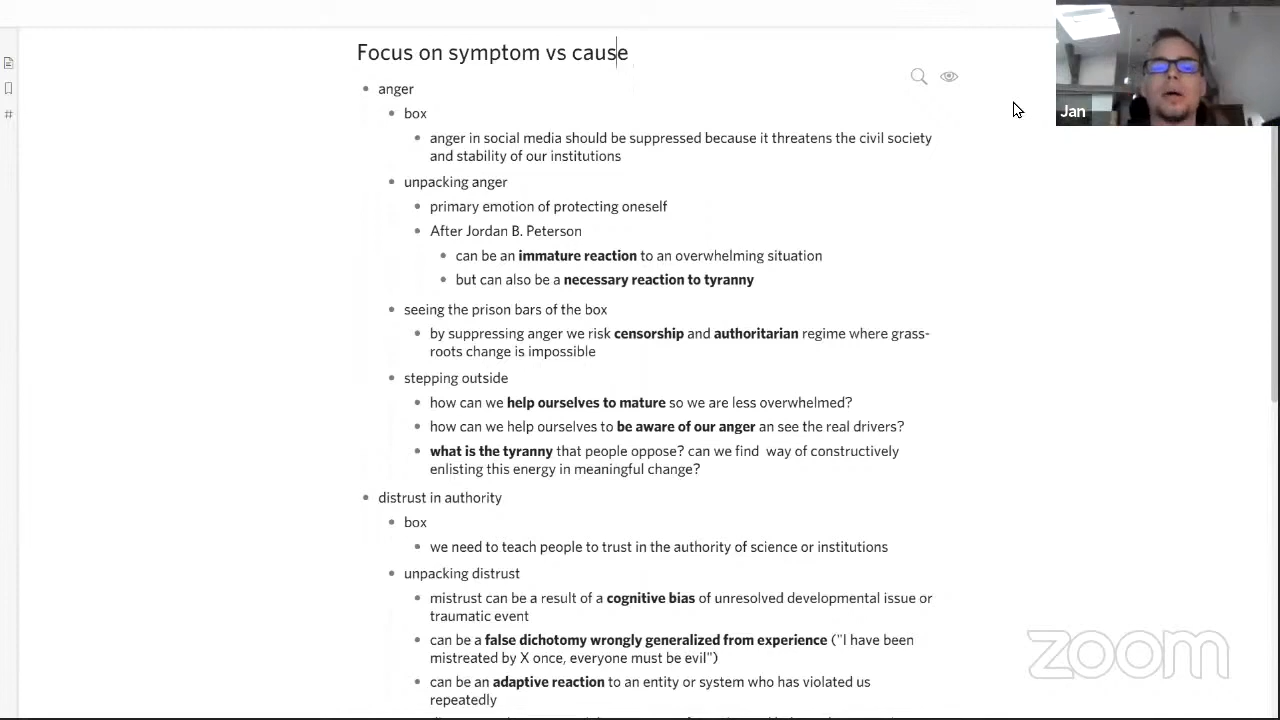 Focus on symptom vs cause
anger
box
anger in social media should be suppressed because it threatens the civil society
and stability of our institutions
unpacking anger
primary emotion of protecting oneself
After Jordan B. Peterson
can be an immature reaction to an overwhelming situation
but can also be a necessary reaction to tyranny
seeing the prison bars of the box
by suppressing anger we risk censorship and authoritarian regime where grass-
roots change is impossible
stepping outside
how can we help ourselves to mature so we are less overwhelmed?
how can we help ourselves to be aware of our anger an see the real drivers?
what is the tyranny that people oppose? can we find way of constructively
enlisting this energy in meaningful change?
distrust in authority
box
we need to teach people to trust in the authority of science or institutions
unpacking distrust
mistrust can be a result of a cognitive bias of unresolved developmental issue or
traumatic event
can be a false dichotomy wrongly generalized from experience ("I have been
mistreated by X once, everyone must be evil")
can be an adaptive reaction to an entity or system who has violated us
repeatedly
Jan
zoom